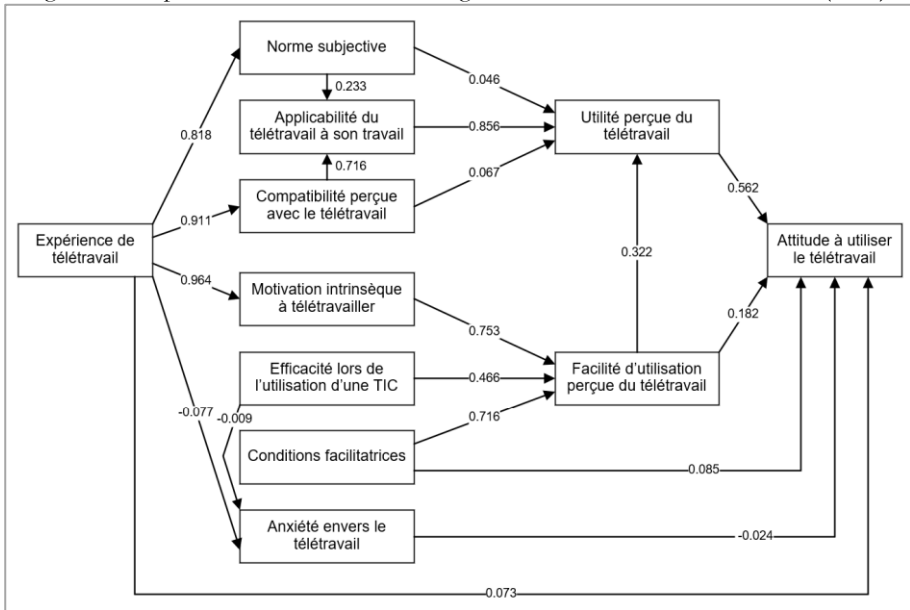 Norme subjective
0.046
0.233
Applicabilité du
télétravail à son travail
0.856
Utilité perçue du
télétravail
0.818
0.716
0.067
Compatibilité perçue
avec le télétravail
0.562
0.911
Expérience de
télétravail
0.322
Attitude à utiliser
le télétravail
0.964
Motivation intrinsèque
à télétravailler
0.182
0.753
Efficacité lors de
l'utilisation d'une TIC
0.466
Facilité d'utilisation
perçue du télétravail
-0.077
-0.009
0.716
Conditions facilitatrices
0.085
Anxiété envers le
télétravail
-0.024
0.073